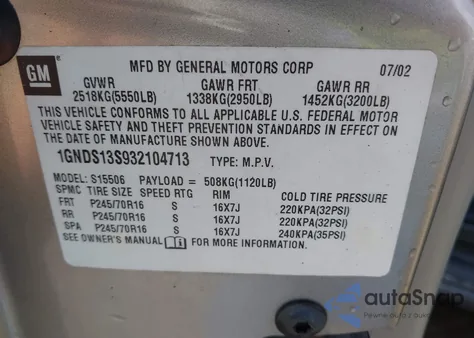 GM
MFD BY GENERAL MOTORS CORP 07/02
GVWR GAWR FRT GAWR RR
2518KG(5550LB) 1338KG(2950LB) 1452KG(3200LB)
THIS VEHICLE CONFORMS TO ALL APPLICABLE U.S. FEDERAL MOTOR
VEHICLE SAFETY AND THEFT PREVENTION STANDARDS IN EFFECT ON
THE DATE OF MANUFACTURE SHOWN ABOVE.
1GNDS13S932104713 TYPE: M.P.V.
MODEL: S15506 PAYLOAD = 508KG(1120LB)
SPMC TIRE SIZE SPEED RTG RIM COLD TIRE PRESSURE
FRT P245/70R16 S 16X7J 220KPA(32PSI)
RR P245/70R16 S 16X7J 220KPA(32PSI)
SPA P245/70R16 S 16X7J 240KPA(35PSI)
SEE OWNER'S MANUAL FOR MORE INFORMATION.
autoSnap